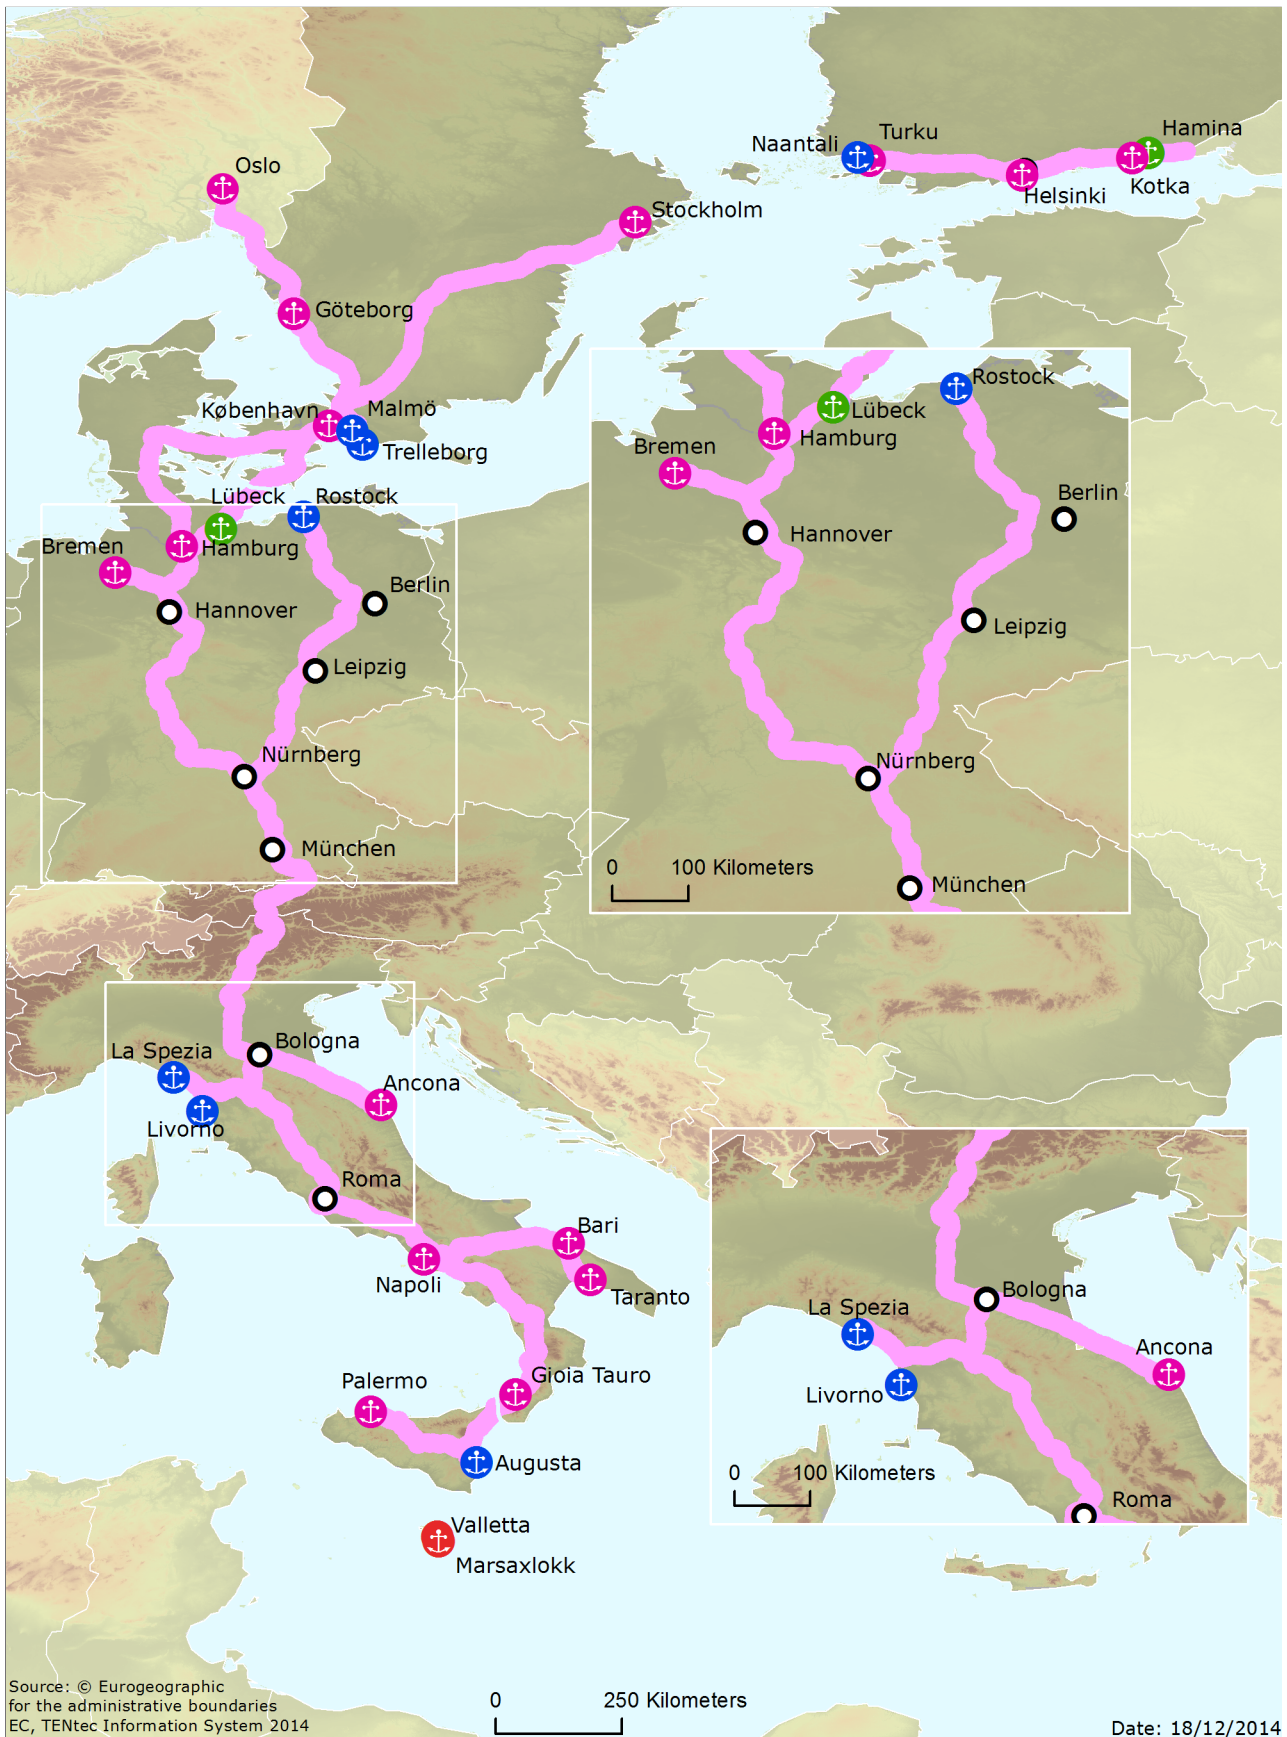 Hamina
Turku
Naantali
Oslo
Kotka
Helsinki
Stockholm
Göteborg
Rostock
København
Malmö
Lübeck
Hamburg
Bremen
Trelleborg
Berlin
Lübeck
Rostock
Hannover
Bremen
Hamburg
Berlin
Hannover
Leipzig
Leipzig
Nürnberg
Nürnberg
München
0 100 Kilometers
München
Bologna
La Spezia
Ancona
Livorno
Roma
Bari
Napoli
Taranto
Bologna
La Spezia
Ancona
Livorno
Gioia Tauro
Palermo
Augusta
0 100 Kilometers
Roma
Valletta
Marsaxlokk
Source: © Eurogeographic
for the administrative boundaries
EC, TENtec Information System 2014
0 250 Kilometers
Date: 18/12/2014